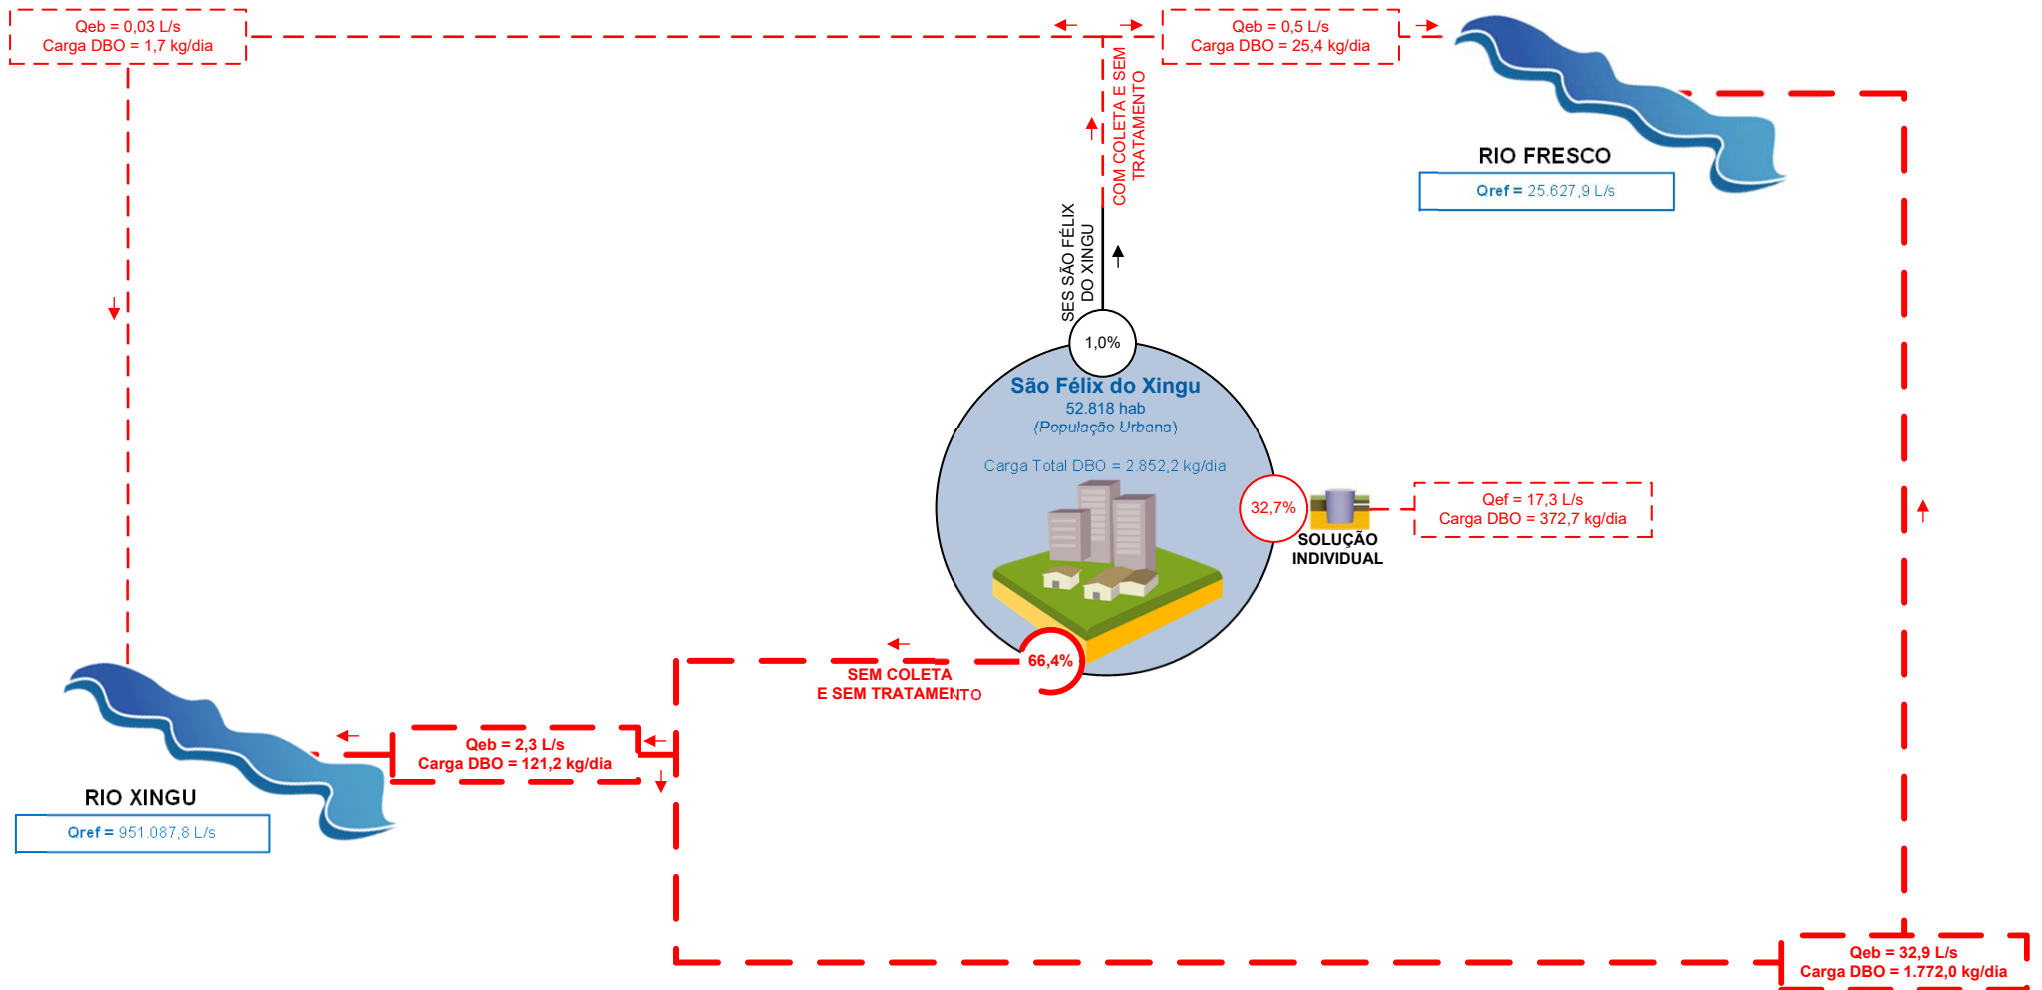 Qeb = 0,03 L/s
Carga DBO = 1,7 kg/dia
Qeb = 0,5 L/s
Carga DBO = 25,4 kg/dia
COM COLETA E SEM
TRATAMENTO
RIO FRESCO
Qref = 25.627,9 L/s
SES SÃO FÉLIX
DO XINGU
1,0%
São Félix do Xingu
52.818 hab
(População Urbana)
Carga Total DBO = 2.852,2 kg/dia
32,7%
SOLUÇÃO
INDIVIDUAL
Qef = 17,3 L/s
Carga DBO = 372,7 kg/dia
66,4%
SEM COLETA
E SEM TRATAMENTO
Qeb = 2,3 L/s
Carga DBO = 121,2 kg/dia
RIO XINGU
Qref = 951.087,8 L/s
Qeb = 32,9 L/s
Carga DBO = 1.772,0 kg/dia